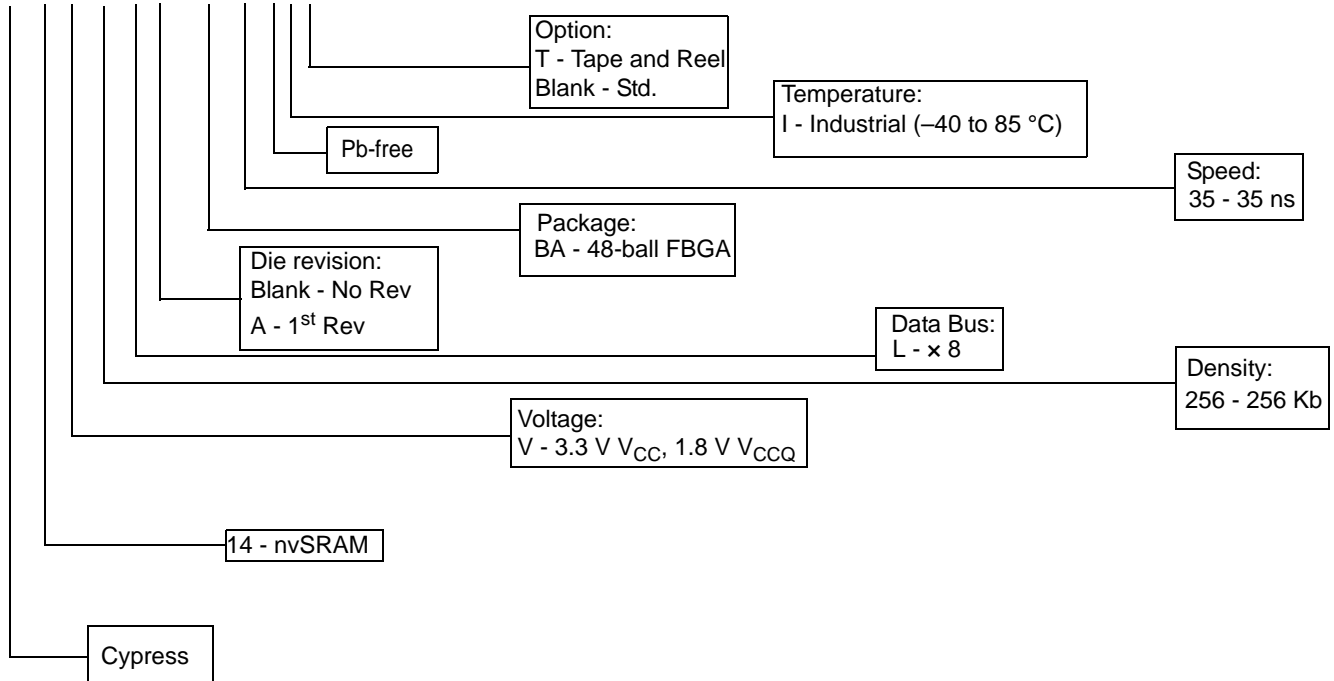 Option:
T - Tape and Reel
Blank - Std.
Temperature:
I - Industrial (–40 to 85 °C)
Pb-free
Speed:
35 - 35 ns
Package:
BA - 48-ball FBGA
Die revision:
Blank - No Rev
A - 1st Rev
Data Bus:
L - × 8
Density:
256 - 256 Kb
Voltage:
V - 3.3 V VCC, 1.8 V VCCQ
14 - nvSRAM
Cypress